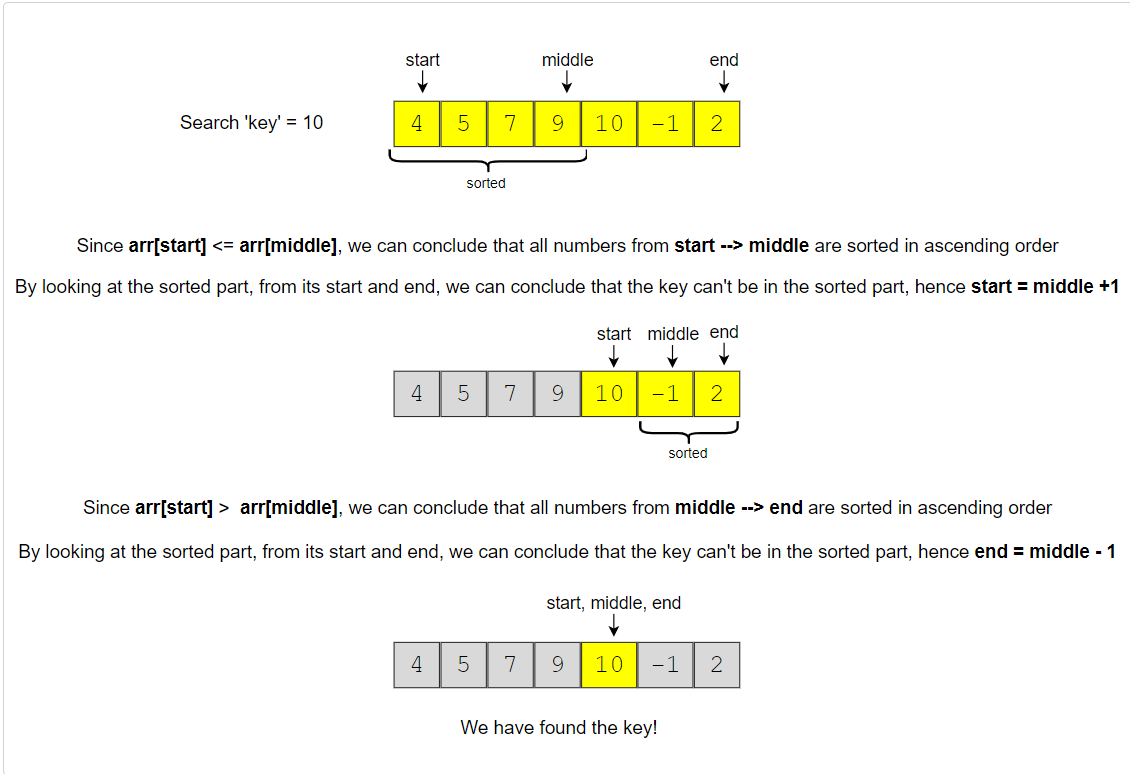 start middle end
Search 'key' = 10 4 5 7 9 10 -1 2
sorted
Since arr[start] <= arr[middle], we can conclude that all numbers from start --> middle are sorted in ascending order
By looking at the sorted part, from its start and end, we can conclude that the key can't be in the sorted part, hence start = middle +1
start middle end
4 5 7 9 10 -1 2
sorted
Since arr[start] > arr[middle], we can conclude that all numbers from middle --> end are sorted in ascending order
By looking at the sorted part, from its start and end, we can conclude that the key can't be in the sorted part, hence end = middle - 1
start, middle, end
4 5 7 9 10 -1 2
We have found the key!